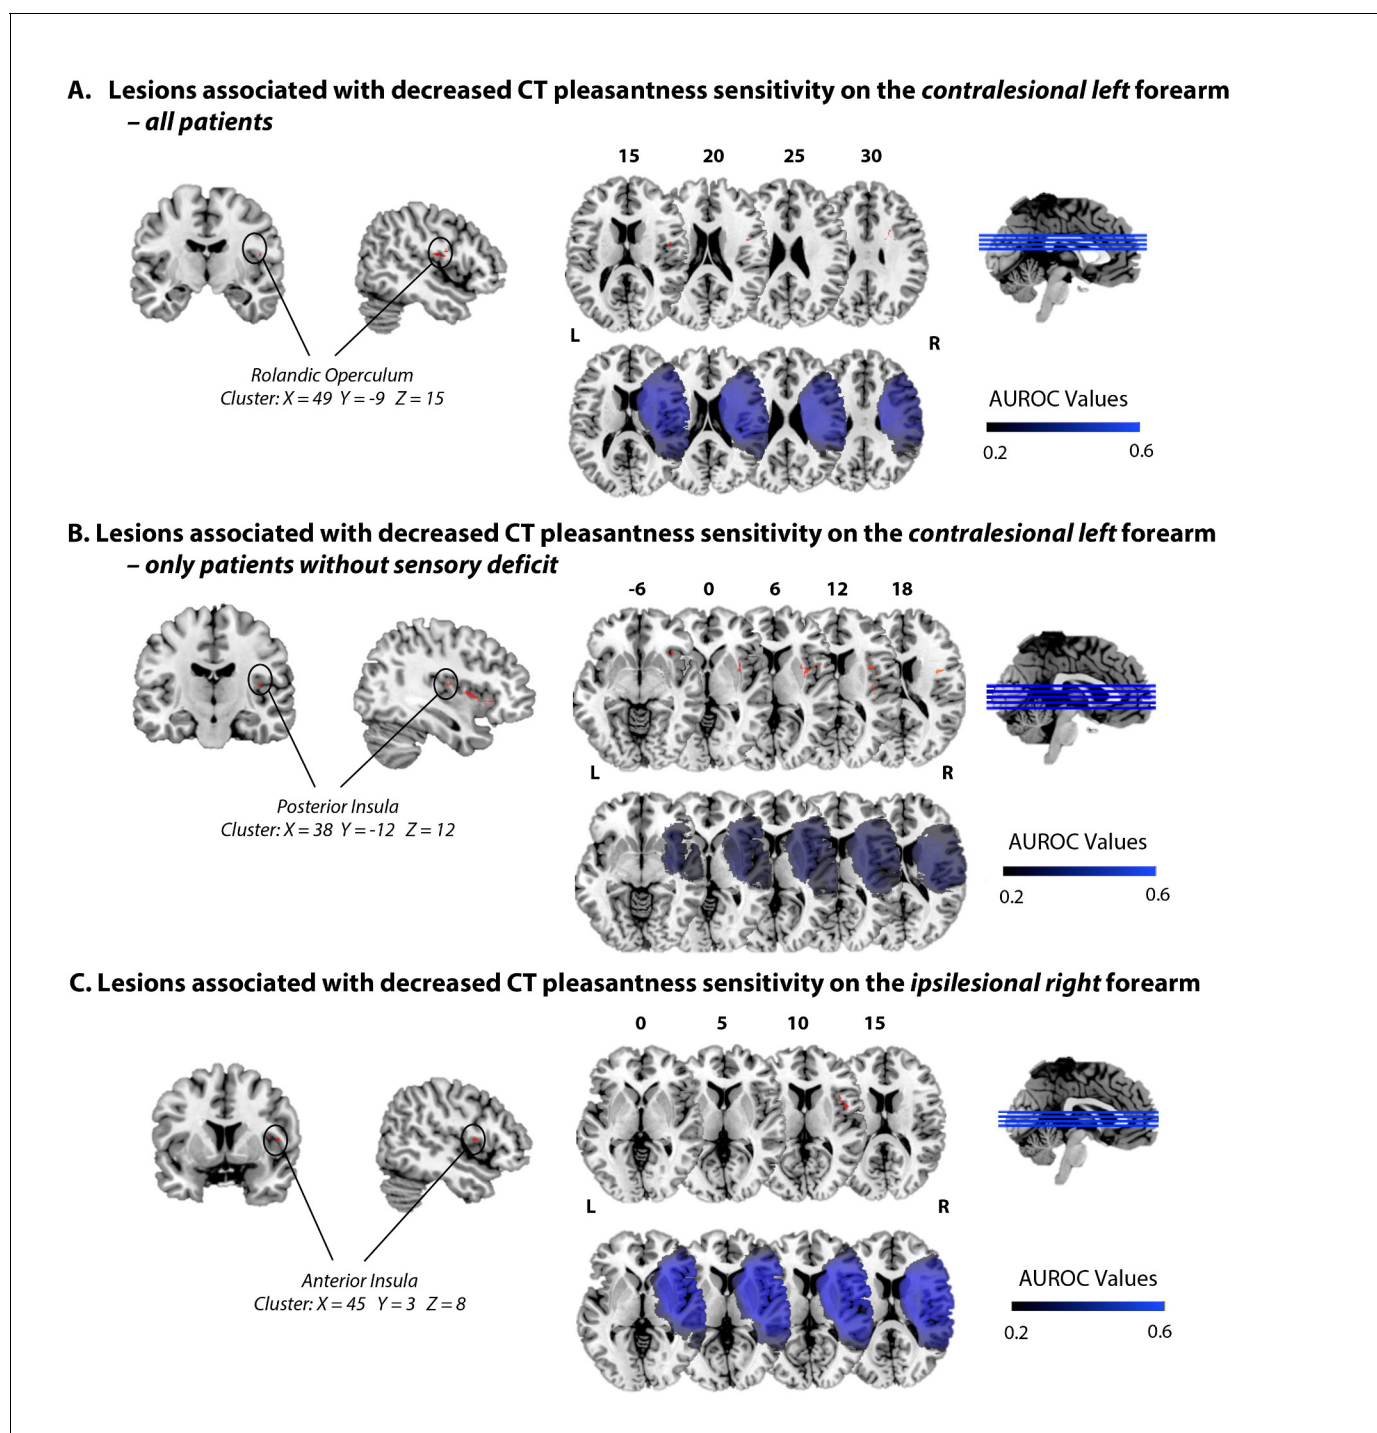 A. Lesions associated with decreased CT pleasantness sensitivity on the contralesional left forearm
– all patients
15 20 25 30
L
R
Rolandic Operculum
Cluster: X = 49 Y = -9 Z = 15
AUROC Values
0.2 0.6
B. Lesions associated with decreased CT pleasantness sensitivity on the contralesional left forearm
– only patients without sensory deficit
-6 0 6 12 18
L R
Posterior Insula
Cluster: X = 38 Y = -12 Z = 12
AUROC Values
0.2 0.6
C. Lesions associated with decreased CT pleasantness sensitivity on the ipsilesional right forearm
0 5 10 15
L R
Anterior Insula
Cluster: X = 45 Y = 3 Z = 8
AUROC Values
0.2 0.6